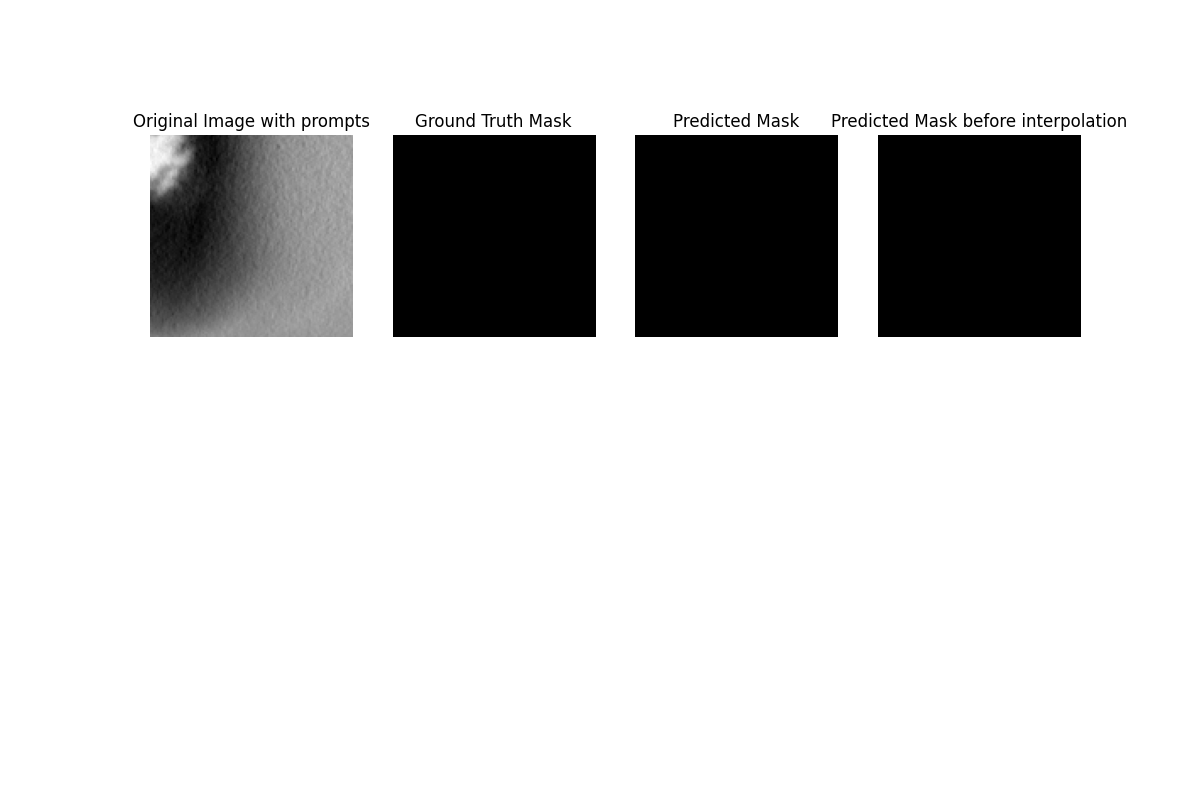 Original Image with prompts
Ground Truth Mask
Predicted Mask
Predicted Mask before interpolation